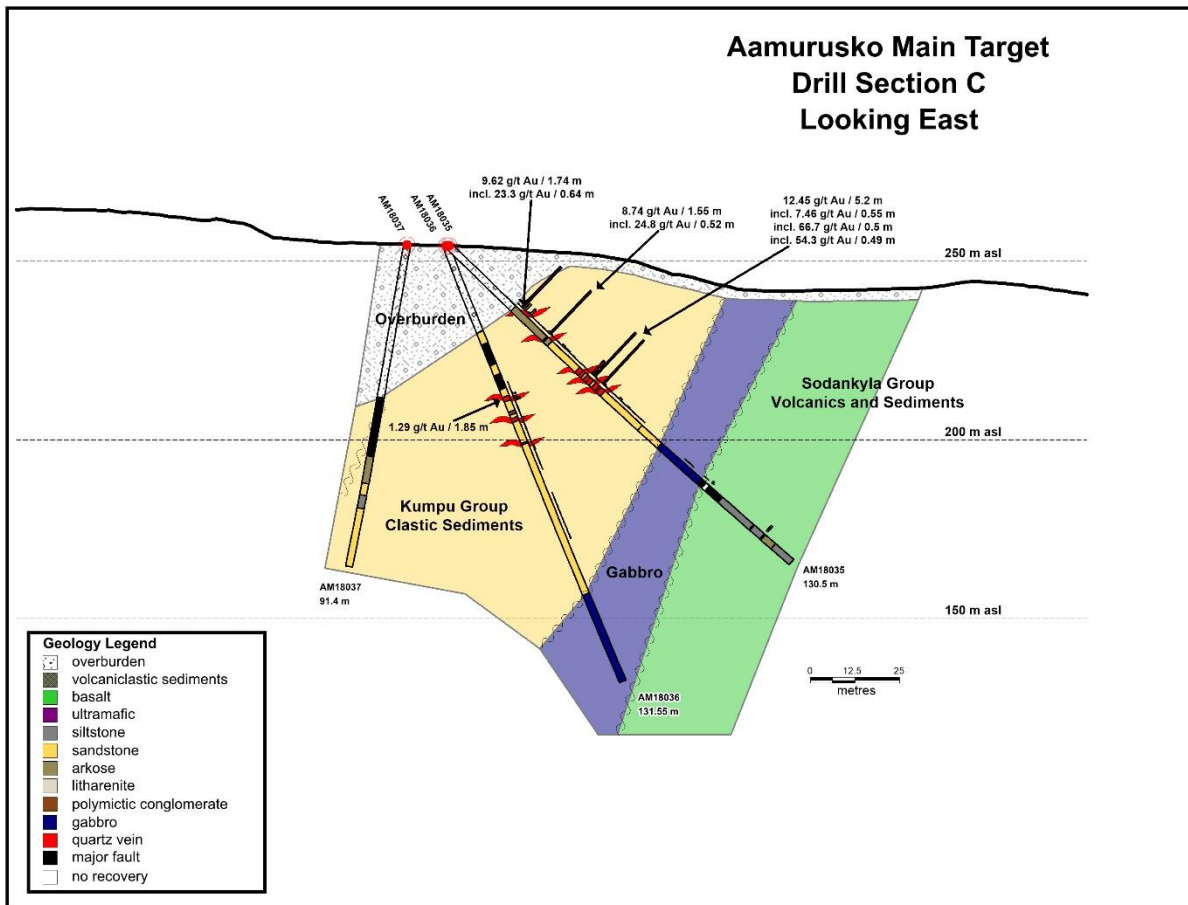 Aamurusko Main Target
Drill Section C
Looking East
AM18037
AM18036
AM18035
9.62 g/t Au / 1.74 m
incl. 23.3 g/t Au / 0.64 m
8.74 g/t Au / 1.55 m
incl. 24.8 g/t Au / 0.52 m
12.45 g/t Au / 5.2 m
incl. 7.46 g/t Au / 0.55 m
incl. 66.7 g/t Au / 0.5 m
incl. 54.3 g/t Au / 0.49 m
250 m asl
Overburden
Sodankyla Group
Volcanics and Sediments
1.29 g/t Au / 1.85 m
200 m asl
Kumpu Group
Clastic Sediments
Gabbro
AM18035
130.5 m
AM18037
91.4 m
150 m asl
AM18036
131.55 m
0 12.5 25
metres
Geology Legend
overburden
volcaniclastic sediments
basalt
ultramafic
siltstone
sandstone
arkose
litharenite
polymictic conglomerate
gabbro
quartz vein
major fault
no recovery